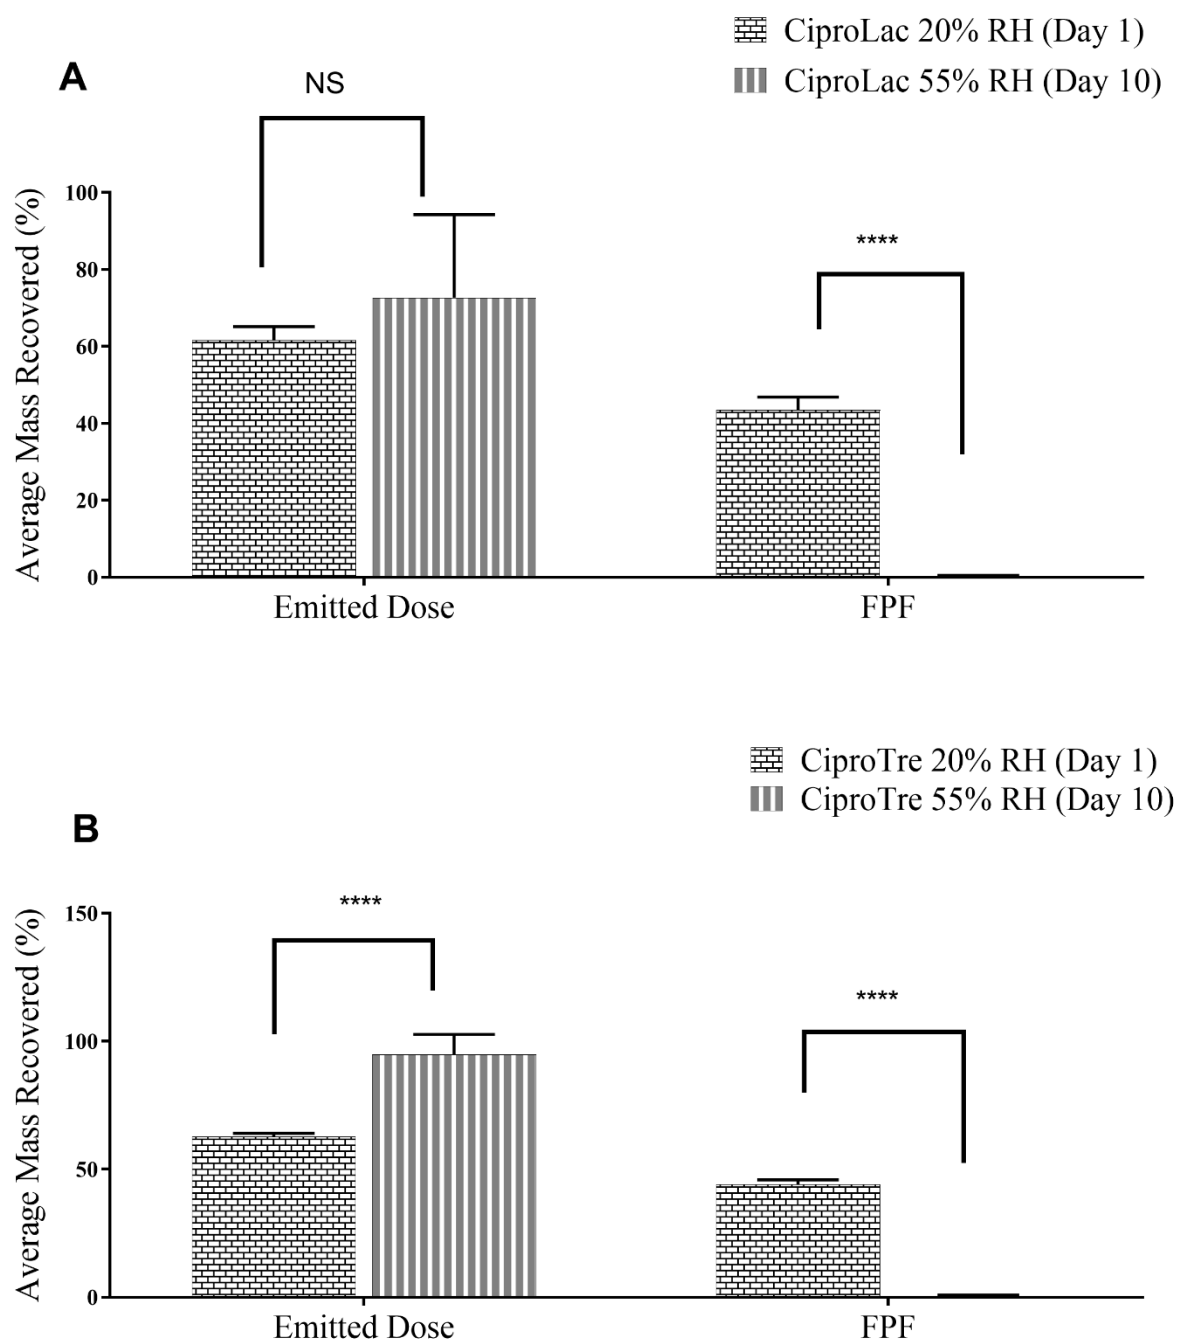 CiproLac 20% RH (Day 1)
CiproLac 55% RH (Day 10)
A
NS
****
Average Mass Recovered (%)
100
80
60
40
20
0
Emitted Dose
FPF
CiproTre 20% RH (Day 1)
CiproTre 55% RH (Day 10)
B
****
****
Average Mass Recovered (%)
150
100
50
0
Emitted Dose
FPF